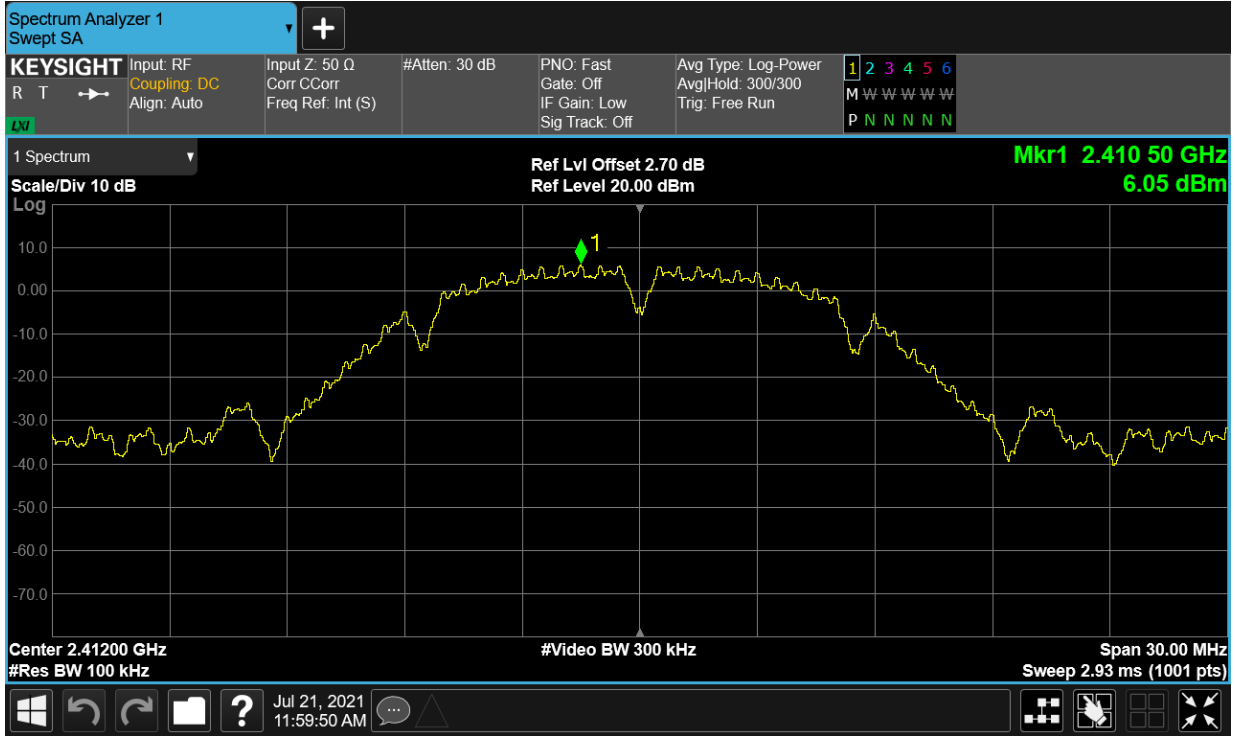 Spectrum Analyzer 1
Swept SA
KEYSIGHT
R T
LXI
Input: RF
Coupling: DC
Align: Auto
Input Z: 50 Ω
Corr CCorr
Freq Ref: Int (S)
#Atten: 30 dB
PNO: Fast
Gate: Off
IF Gain: Low
Sig Track: Off
Avg Type: Log-Power
Avg|Hold: 300/300
Trig: Free Run
1 2 3 4 5 6
M W W W W W
P N N N N N
1 Spectrum
Scale/Div 10 dB
Log
Ref Lvl Offset 2.70 dB
Ref Level 20.00 dBm
Mkr1 2.410 50 GHz
6.05 dBm
1
10.0
0.00
-10.0
-20.0
-30.0
-40.0
-50.0
-60.0
-70.0
Center 2.41200 GHz
#Res BW 100 kHz
#Video BW 300 kHz
Span 30.00 MHz
Sweep 2.93 ms (1001 pts)
?
Jul 21, 2021
11:59:50 AM